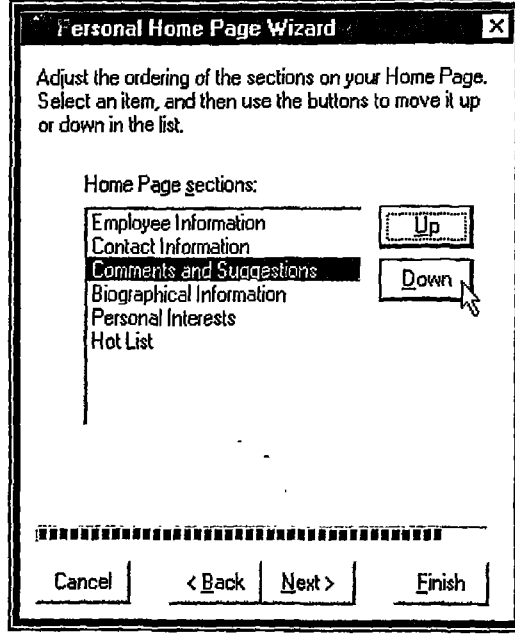 Personal Home Page Wizard
Adjust the ordering of the sections on your Home Page.
Select an item, and then use the buttons to move it up
or down in the list.
Home Page sections:
Employee Information
Contact Information
Comments and Suggestions
Biographical Information
Personal Interests
Hot List
Up
Down
Cancel
< Back
Next >
Finish